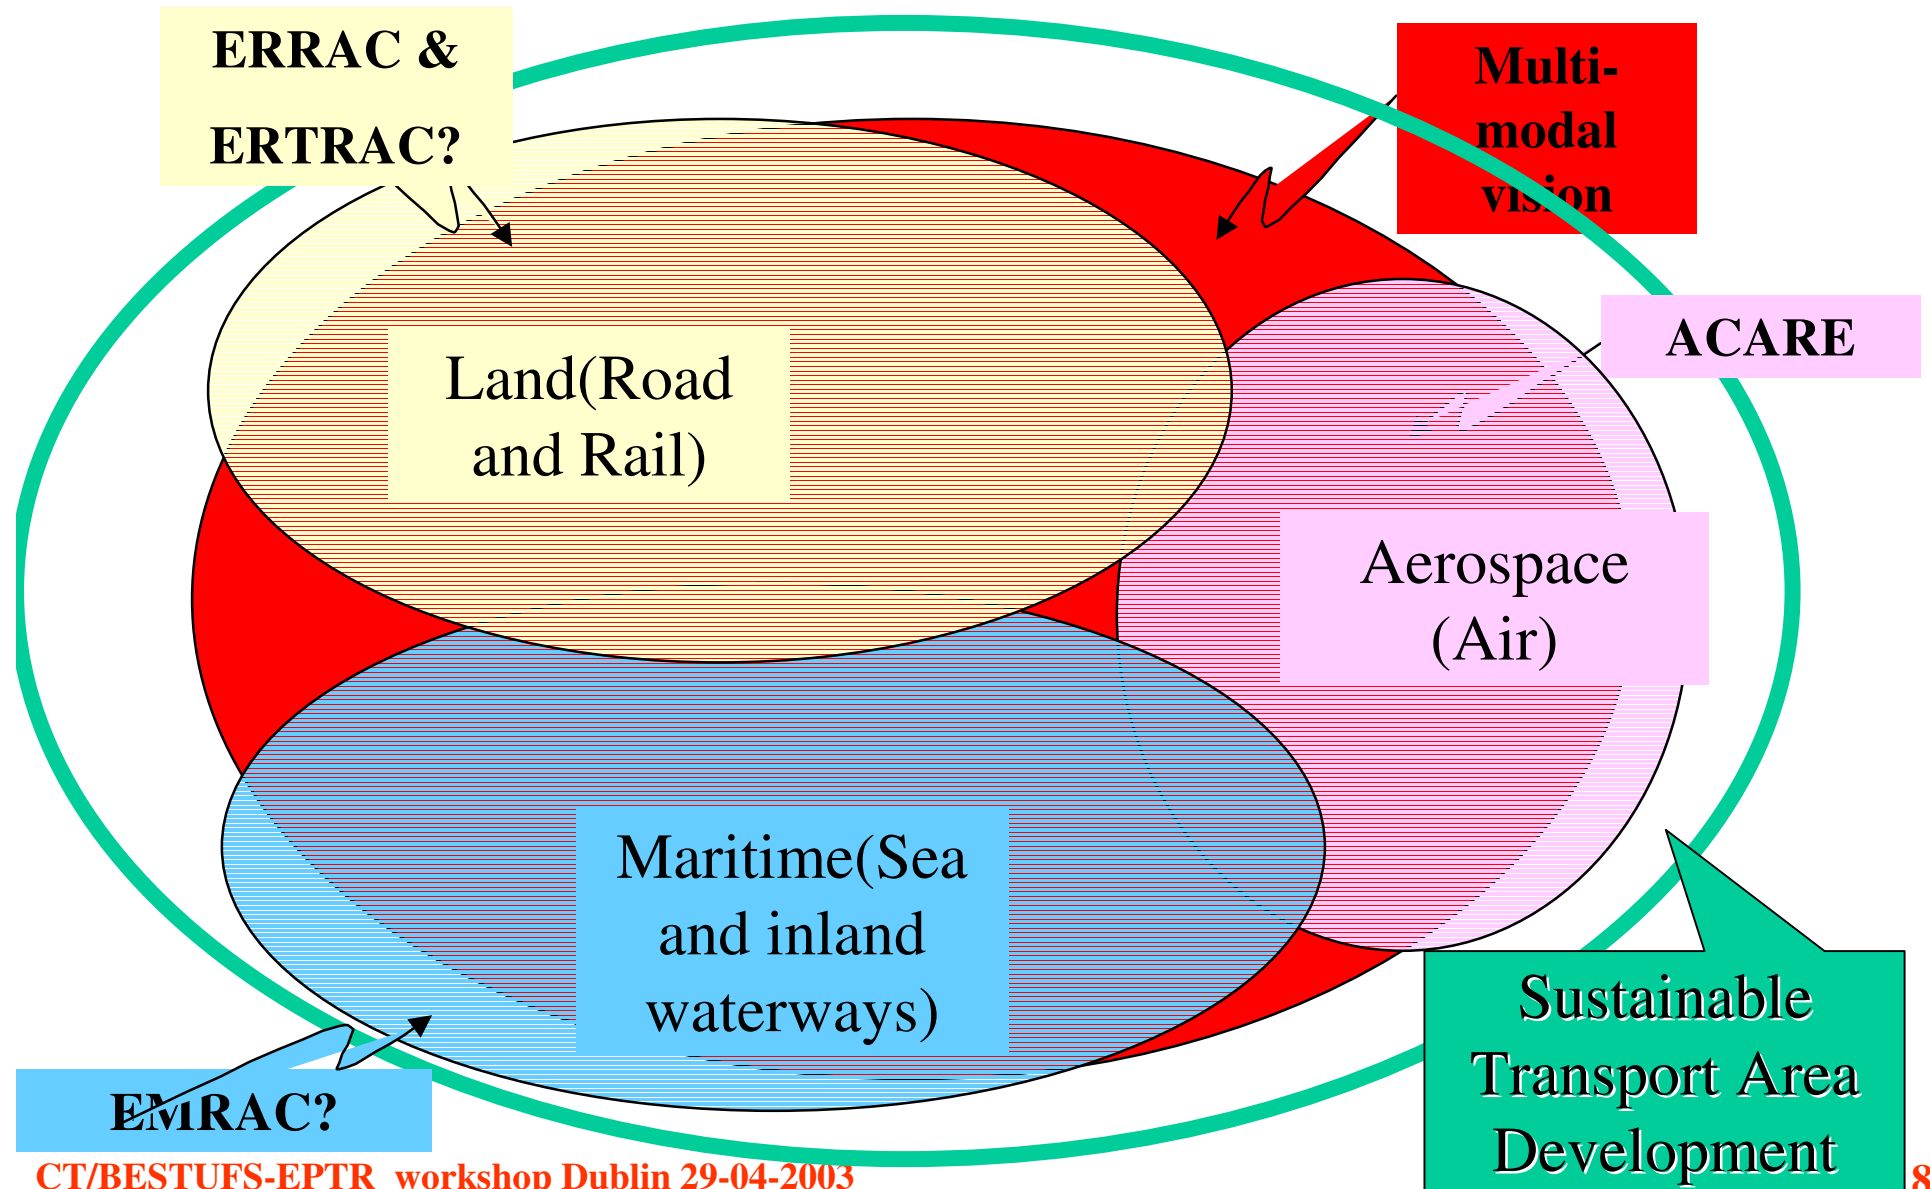 ERRAC &
ERTRAC?
Multi-
modal
vision
ACARE
Land(Road
and Rail)
Aerospace
(Air)
Maritime(Sea
and inland
waterways)
EMRAC?
Sustainable
Transport Area
Development
CT/BESTUFS-EPTR workshop Dublin 29-04-2003
8